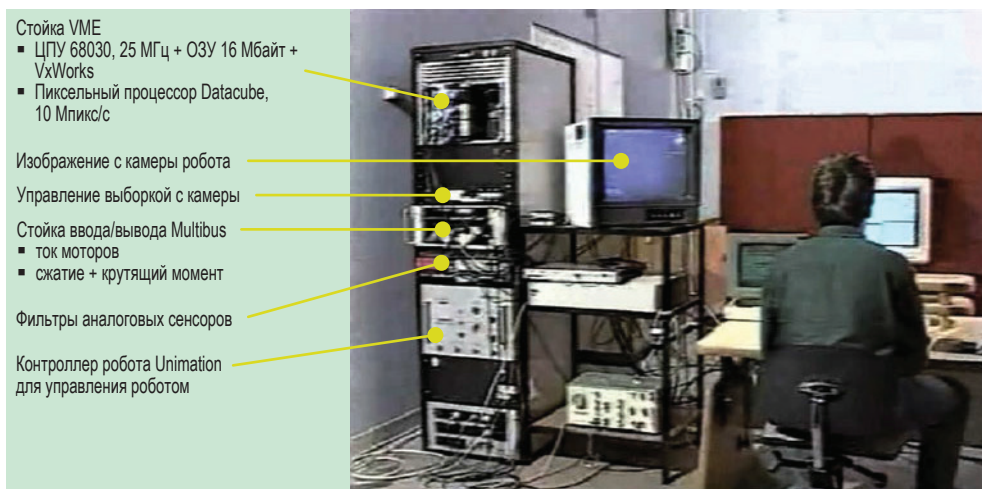 Стойка VME
▪ ЦПУ 68030, 25 МГц + ОЗУ 16 Мбайт +
VxWorks
▪ Пиксельный процессор Datacube,
10 Мпикс/с
Изображение с камеры робота
Управление выборкой с камеры
Стойка ввода/вывода Multibus
▪ ток моторов
▪ сжатие + крутящий момент
Фильтры аналоговых сенсоров
Контроллер робота Unimation
для управления роботом